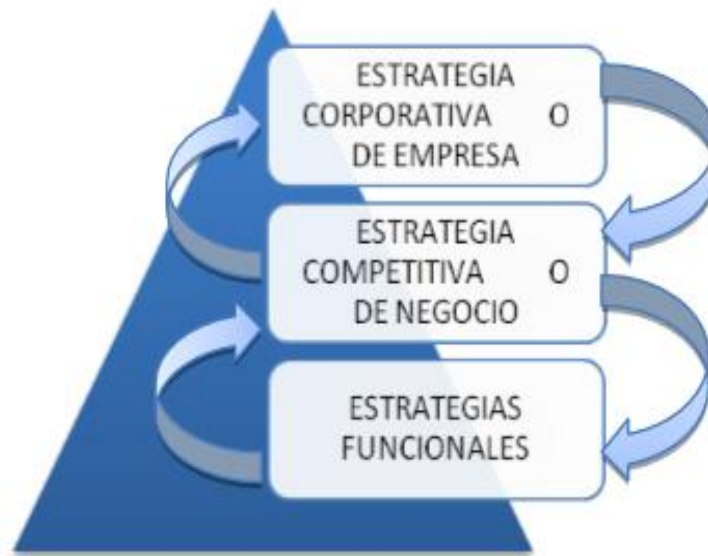 ESTRATEGIA
CORPORATIVA O
DE EMPRESA
ESTRATEGIA
COMPETITIVA O
DE NEGOCIO
ESTRATEGIAS
FUNCIONALES